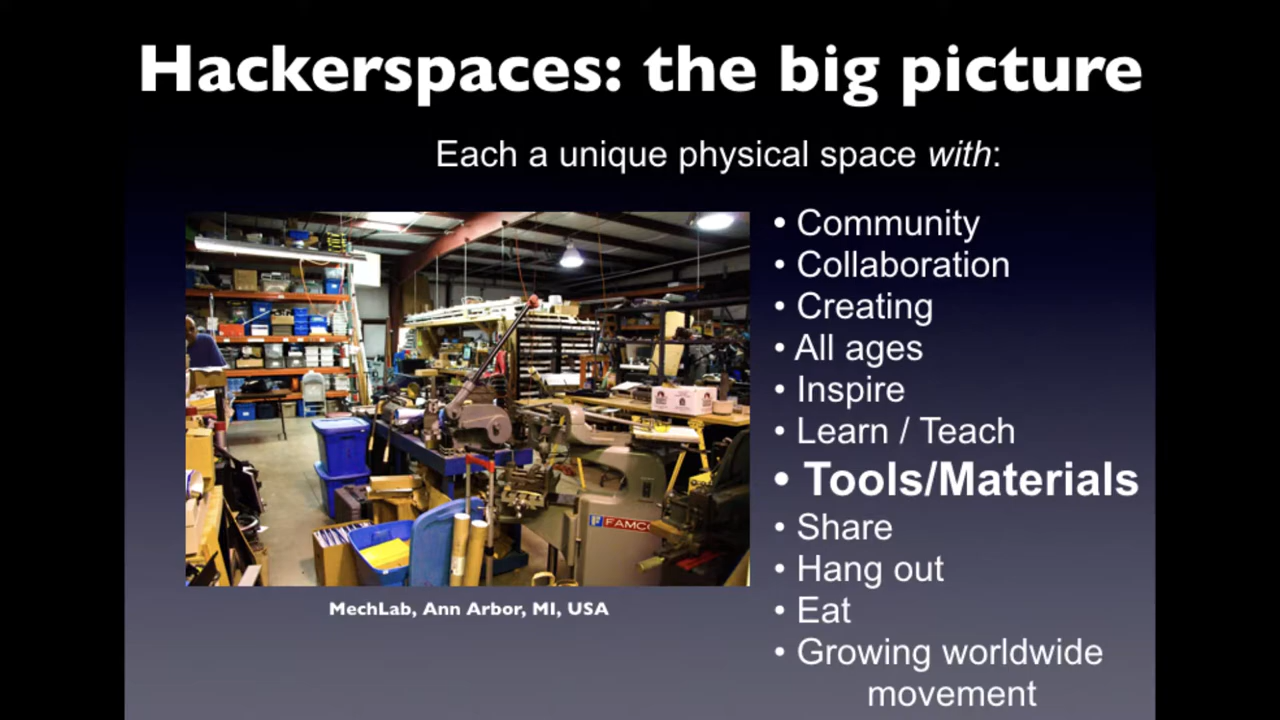 Hackerspaces: the big picture
Each a unique physical space with:
• Community
• Collaboration
• Creating
• All ages
• Inspire
• Learn / Teach
• Tools/Materials
• Share
• Hang out
• Eat
• Growing worldwide
movement
FAMCO
MechLab, Ann Arbor, MI, USA